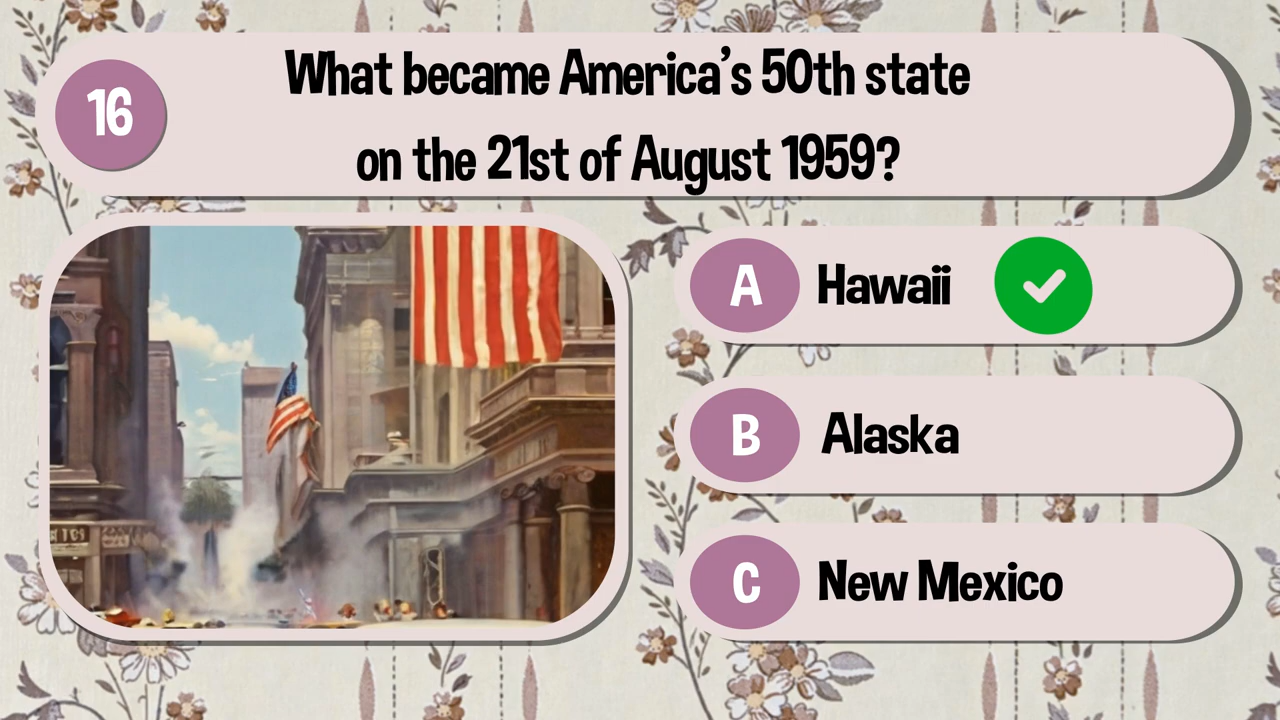 16
What became America's 50th state
on the 21st of August 1959?
A Hawaii
B Alaska
C New Mexico